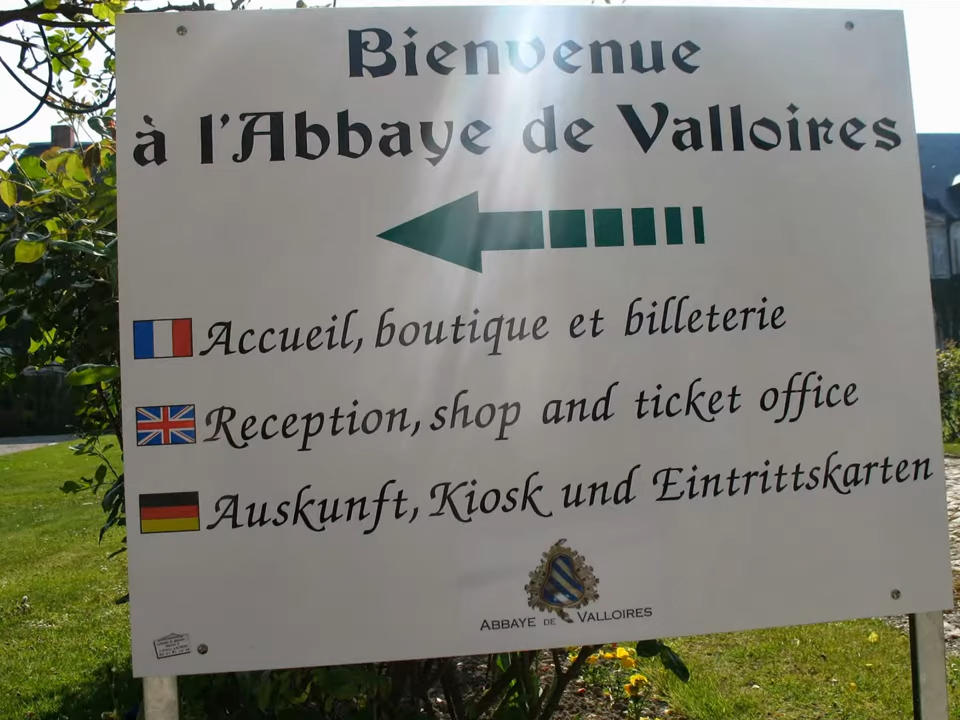 Bienvenue
à l'Abbaye de Valloires
Accueil, boutique et billeterie
Reception, shop and ticket office
Auskunft, Kiosk und Eintrittskarten
ABBAYE DE VALLOIRES